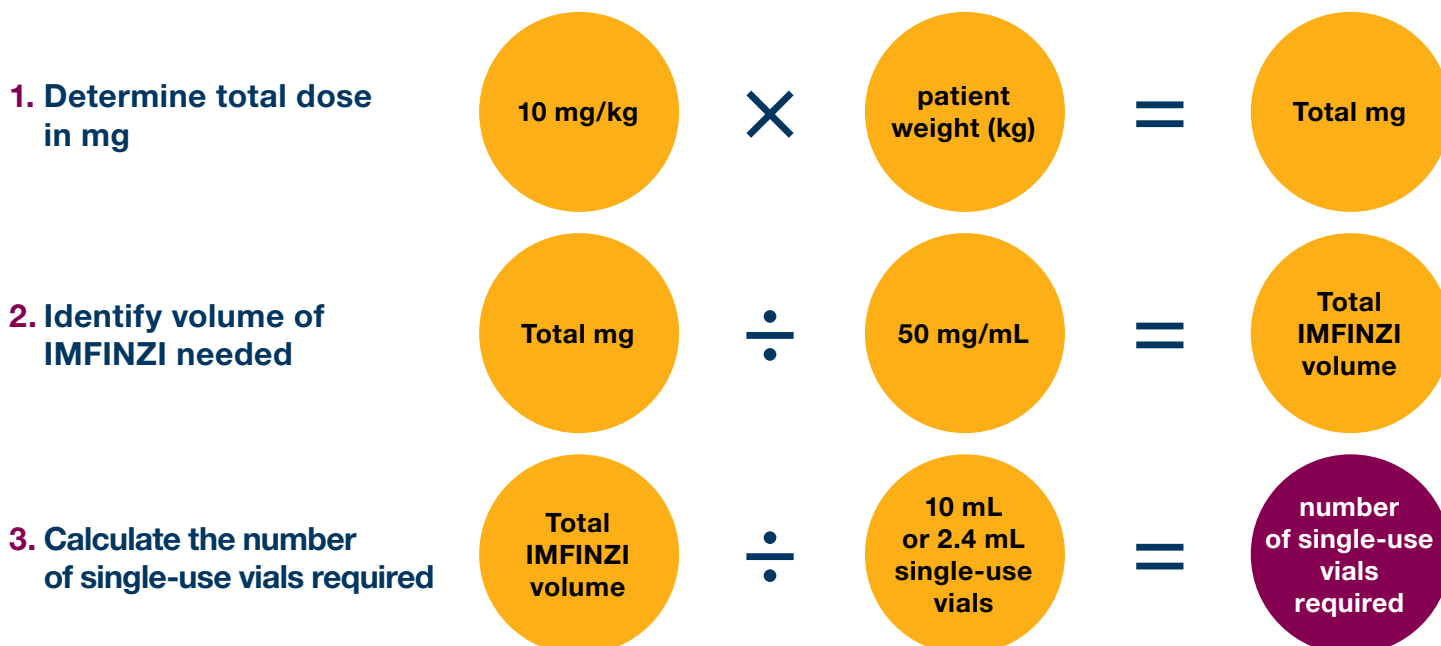 1. Determine total dose
in mg
10 mg/kg
×
patient
weight (kg)
=
Total mg
2. Identify volume of
IMFINZI needed
Total mg
÷
50 mg/mL
=
Total
IMFINZI
volume
3. Calculate the number
of single-use vials required
Total
IMFINZI
volume
÷
10 mL
or 2.4 mL
single-use
vials
=
number
of single-use
vials
required